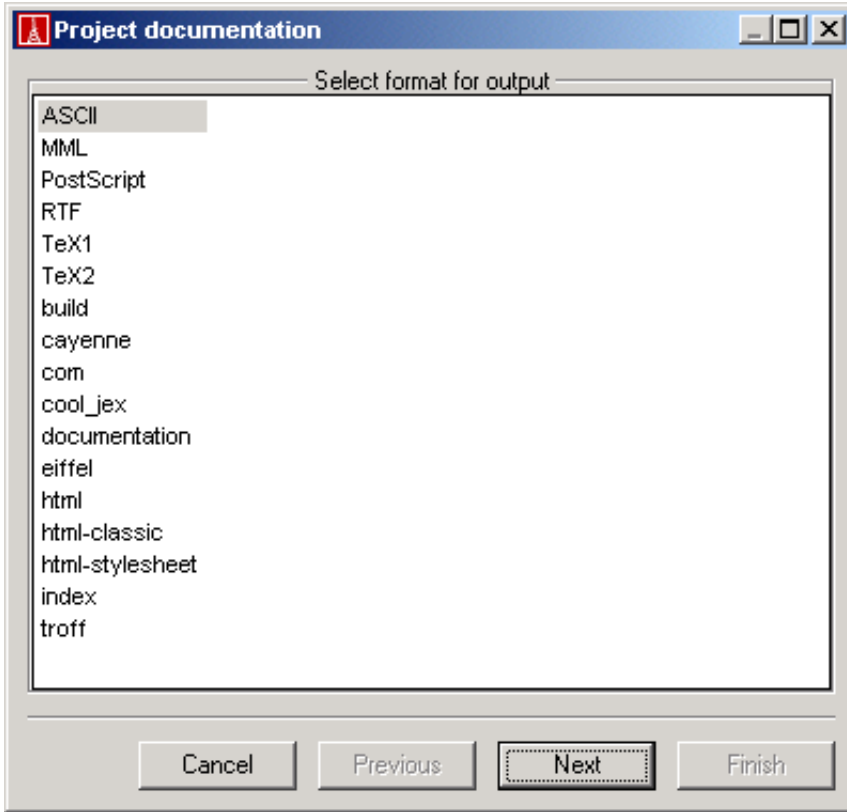 Project documentation
Select format for output
ASCII
MML
PostScript
RTF
TeX1
TeX2
build
cayenne
com
cool_jex
documentation
eiffel
html
html-classic
html-stylesheet
index
troff
Cancel Previous Next Finish